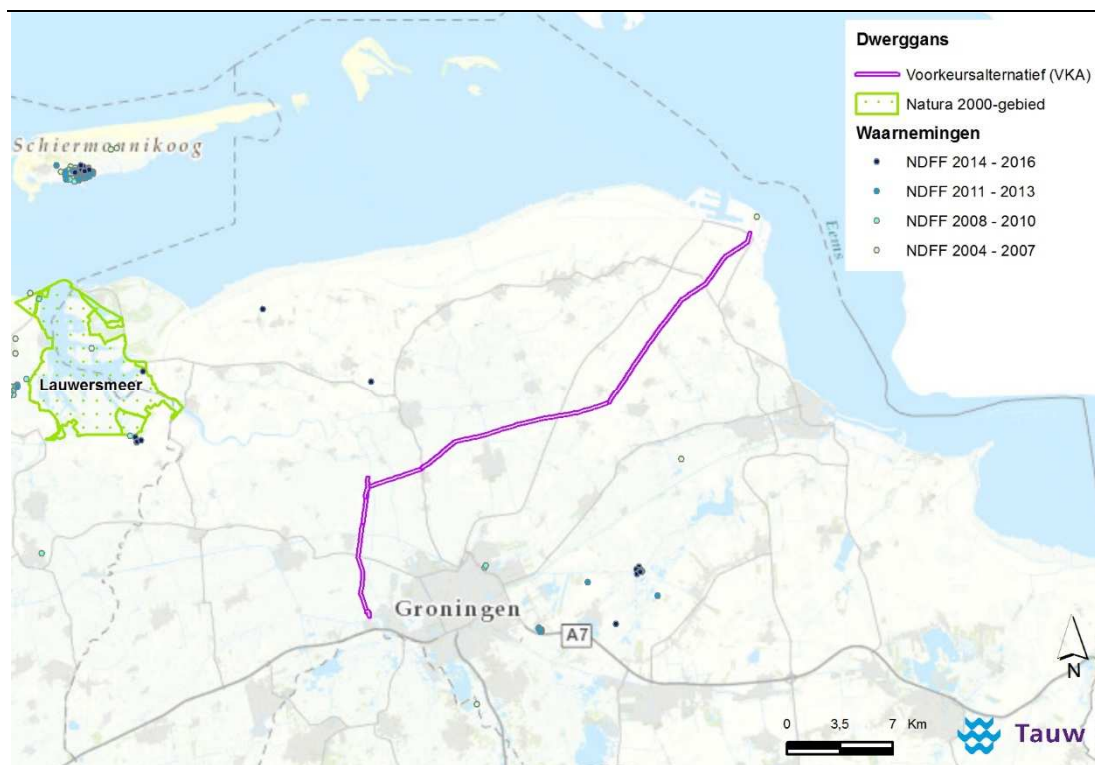 Dwerggans
Voorkeursalternatief (VKA)
Natura 2000-gebied
Waarnemingen
NDFF 2014 - 2016
NDFF 2011 - 2013
NDFF 2008 - 2010
NDFF 2004 - 2007
Schiermonnikoog
Eems
Lauwersmeer
Groningen
A7
N
0 3,5 7 Km
Tauw